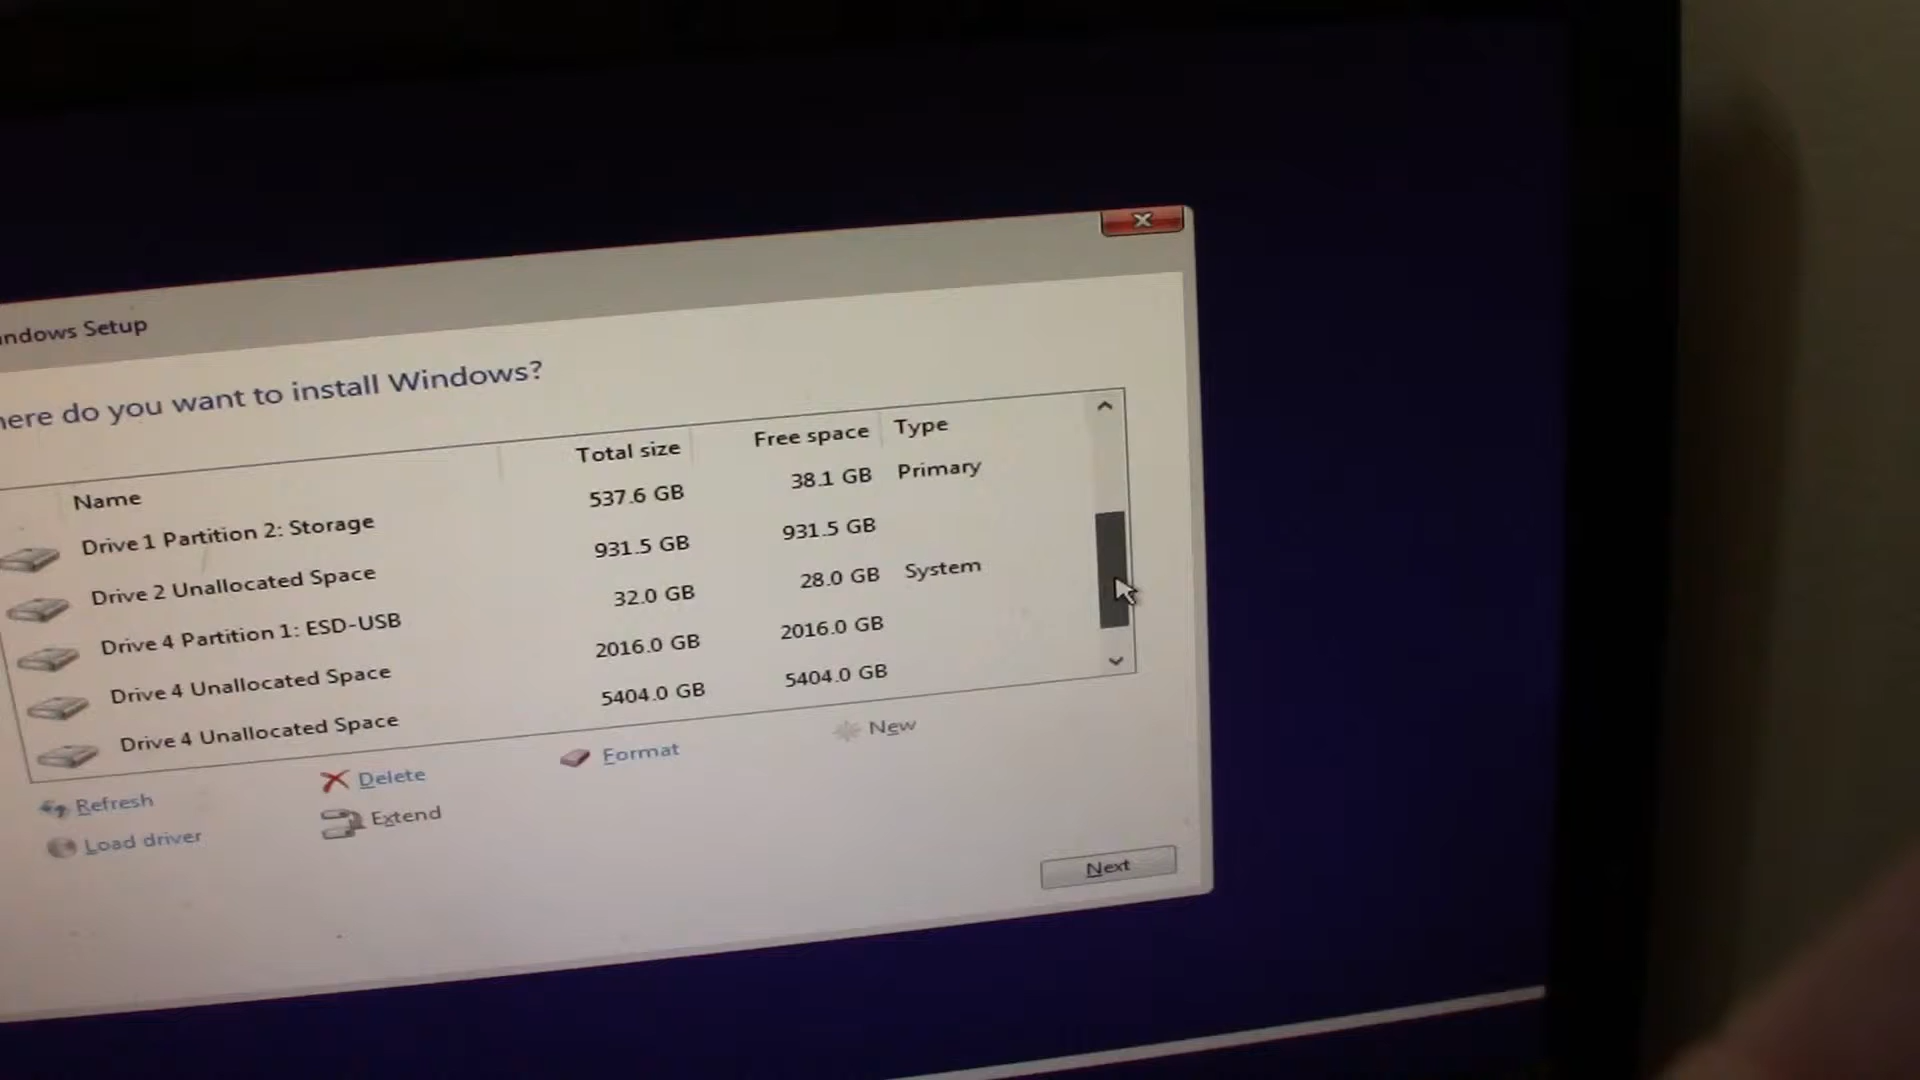 ndows Setup
here do you want to install Windows?
Name Total size Free space Type
Drive 1 Partition 2: Storage 537.6 GB 38.1 GB Primary
Drive 2 Unallocated Space 931.5 GB 931.5 GB
Drive 4 Partition 1: ESD-USB 32.0 GB 28.0 GB System
Drive 4 Unallocated Space 2016.0 GB 2016.0 GB
Drive 4 Unallocated Space 5404.0 GB 5404.0 GB
Refresh Delete Format New
Load driver Extend
Next